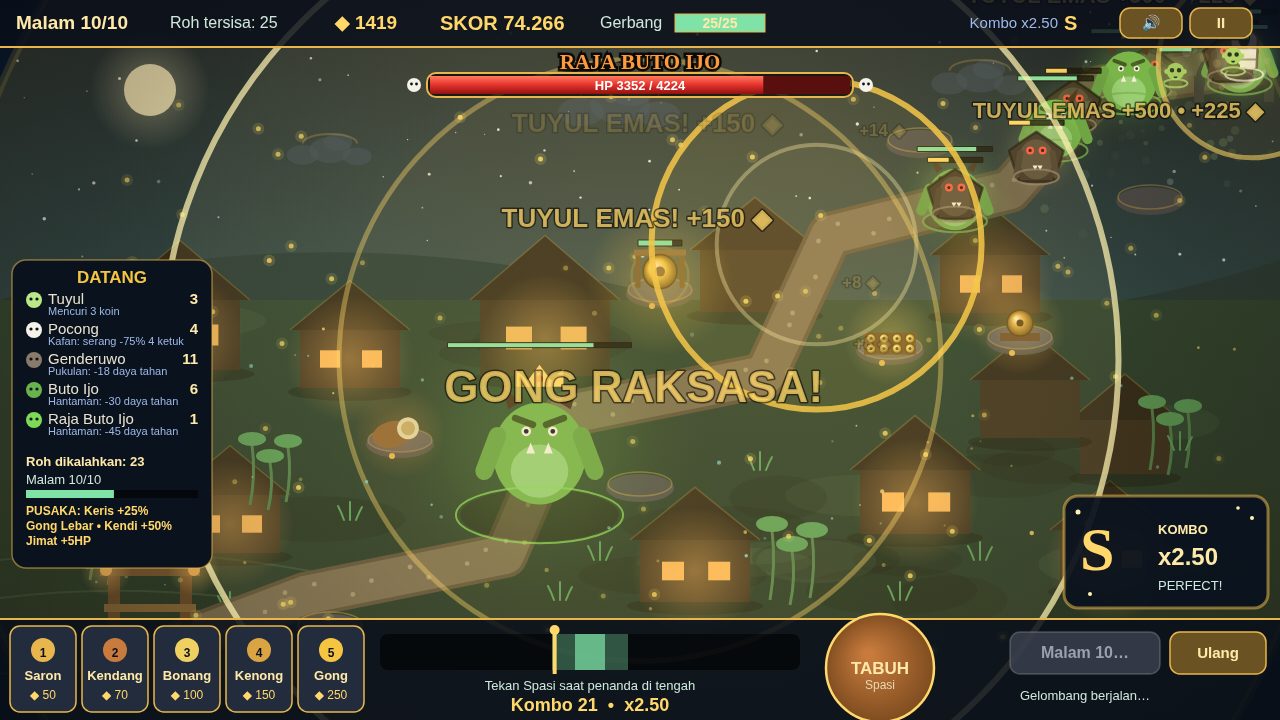 Malam 10/10
Roh tersisa: 25
◆ 1419
SKOR 74.266
Gerbang
25/25
Kombo x2.50 S
RAJA BUTO IJO
HP 3352 / 4224
TUYUL EMAS! +150 ◆
+14 ◆
TUYUL EMAS +500 • +225 ◆
TUYUL EMAS! +150 ◆
+8 ◆
GONG RAKSASA!
DATANG
Tuyul 3
Mencuri 3 koin
Pocong 4
Kafan: serang -75% 4 ketuk
Genderuwo 11
Pukulan: -18 daya tahan
Buto Ijo 6
Hantaman: -30 daya tahan
Raja Buto Ijo 1
Hantaman: -45 daya tahan
Roh dikalahkan: 23
Malam 10/10
PUSAKA: Keris +25%
Gong Lebar • Kendi +50%
Jimat +5HP
S
KOMBO
x2.50
PERFECT!
1
Saron
◆ 50
2
Kendang
◆ 70
3
Bonang
◆ 100
4
Kenong
◆ 150
5
Gong
◆ 250
Tekan Spasi saat penanda di tengah
Kombo 21 • x2.50
TABUH
Spasi
Malam 10…
Ulang
Gelombang berjalan…